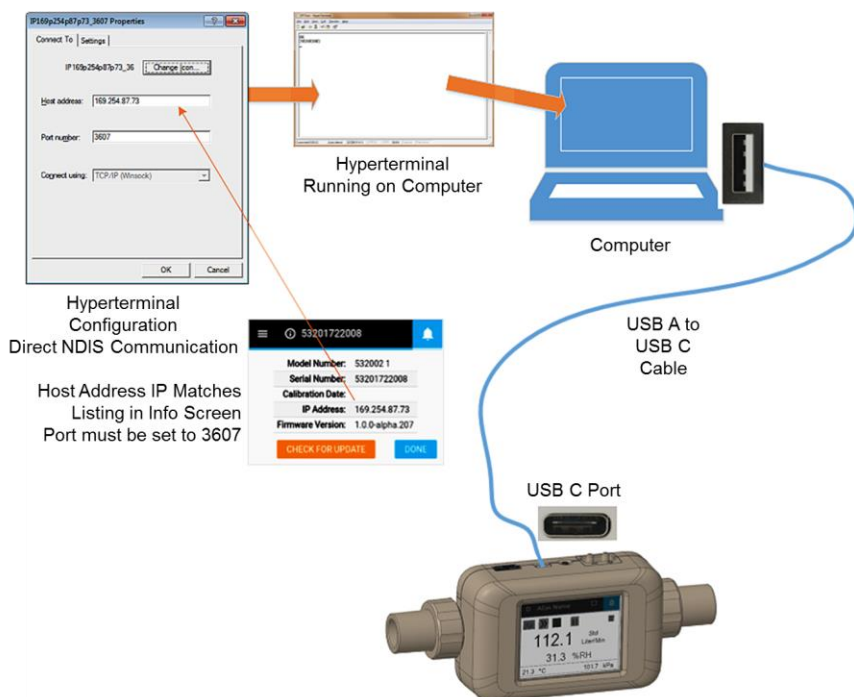 IP169p254p87p73_3607 Properties
Connect To
Settings
IP169p254p87p73_36
Change Icon...
Host address:
169.254.87.73
Port number:
3607
Connect using:
TCP/IP (Winsock)
OK
Cancel
Hyperterminal
Configuration
Direct NDIS Communication
Host Address IP Matches
Listing in Info Screen
Port must be set to 3607
Hyperterminal
Running on Computer
Computer
53201722008
Model Number: 532002 1
Serial Number: 53201722008
Calibration Date:
IP Address: 169.254.87.73
Firmware Version: 1.0.0-alpha.207
CHECK FOR UPDATE
DONE
USB A to
USB C
Cable
USB C Port
112.1
Std
Liter/Min
31.3 %RH
21.3 °C
101.7 kPa